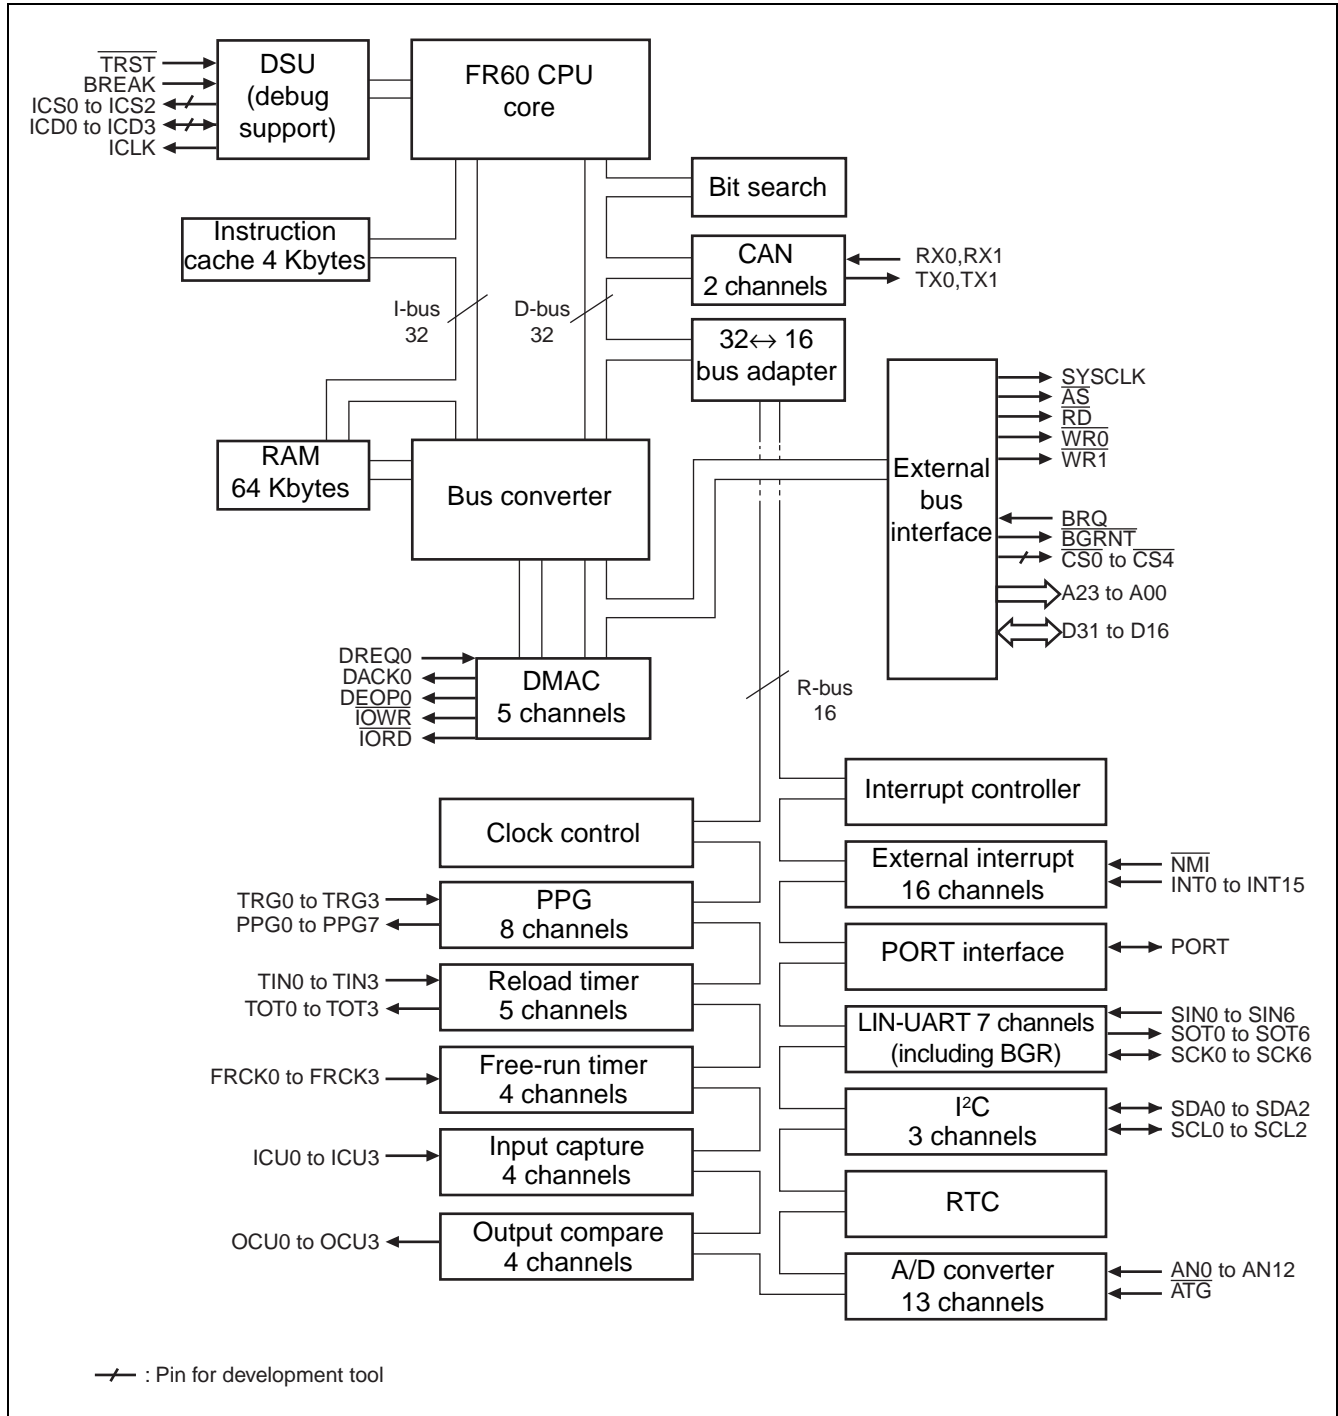 TRST
BREAK
ICS0 to ICS2
ICD0 to ICD3
ICLK
DSU
(debug
support)
FR60 CPU
core
Bit search
Instruction
cache 4 Kbytes
CAN
2 channels
RX0,RX1
TX0,TX1
I-bus
32
D-bus
32
32↔ 16
bus adapter
RAM
64 Kbytes
Bus converter
External
bus
interface
SYSCLK
AS
RD
WR0
WR1
BRQ
BGRNT
CS0 to CS4
A23 to A00
D31 to D16
DREQ0
DACK0
DEOP0
IOWR
IORD
DMAC
5 channels
R-bus
16
Interrupt controller
Clock control
External interrupt
16 channels
NMI
INT0 to INT15
TRG0 to TRG3
PPG0 to PPG7
PPG
8 channels
PORT interface
PORT
TIN0 to TIN3
TOT0 to TOT3
Reload timer
5 channels
LIN-UART 7 channels
(including BGR)
SIN0 to SIN6
SOT0 to SOT6
SCK0 to SCK6
FRCK0 to FRCK3
Free-run timer
4 channels
I²C
3 channels
SDA0 to SDA2
SCL0 to SCL2
ICU0 to ICU3
Input capture
4 channels
RTC
OCU0 to OCU3
Output compare
4 channels
A/D converter
13 channels
AN0 to AN12
ATG
: Pin for development tool